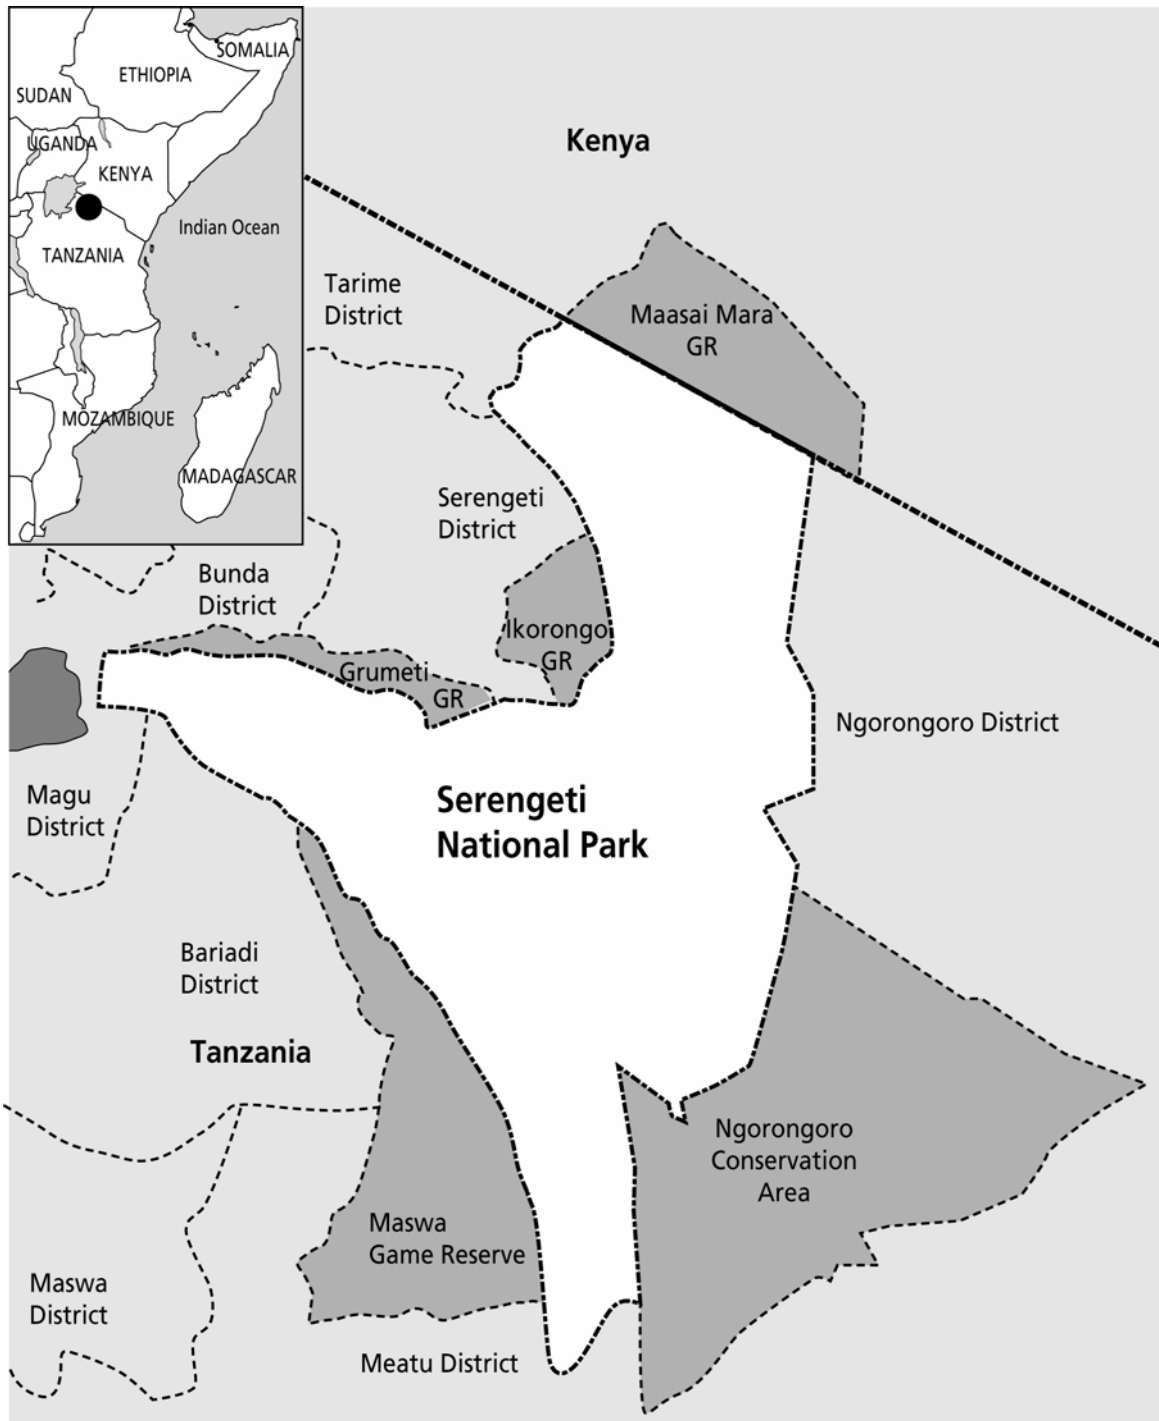 SOMALIA
ETHIOPIA
SUDAN
UGANDA
KENYA
Indian Ocean
TANZANIA
MOZAMBIQUE
MADAGASCAR
Kenya
Tarime
District
Maasai Mara
GR
Serengeti
District
Bunda
District
Ikorongo
GR
Grumeti
GR
Ngorongoro District
Magu
District
Serengeti
National Park
Bariadi
District
Tanzania
Ngorongoro
Conservation
Area
Maswa
Game Reserve
Maswa
District
Meatu District